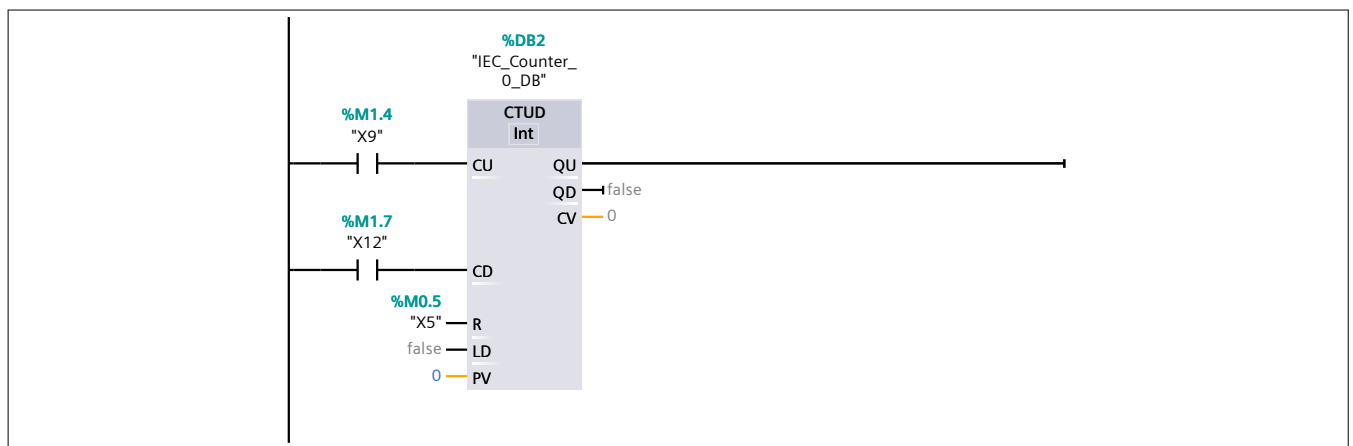 %DB2
"IEC_Counter_
0_DB"
CTUD
Int
%M1.4
"X9"
CU
QU
QD
false
CV
0
%M1.7
"X12"
CD
%M0.5
"X5"
R
false
LD
0
PV